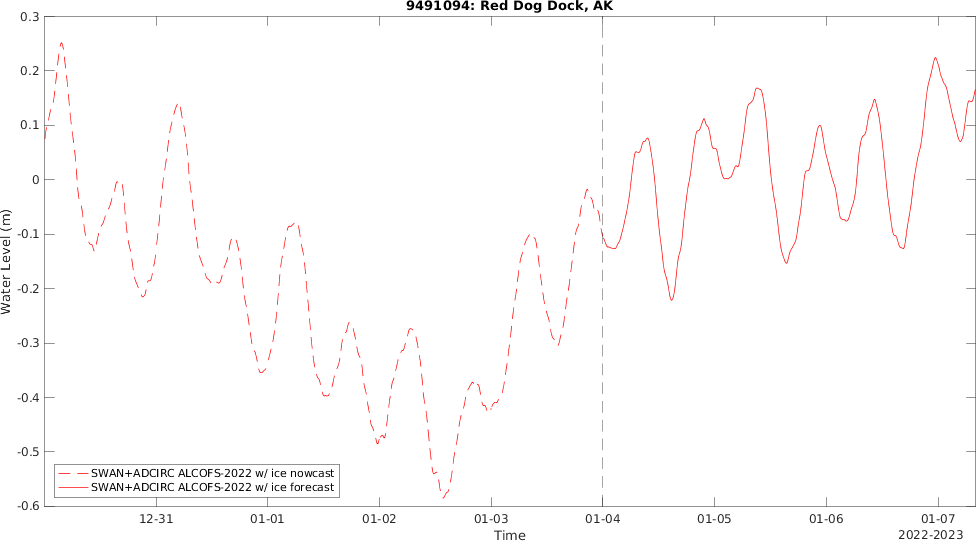 9491094: Red Dog Dock, AK
0.3
0.2
0.1
0
-0.1
-0.2
-0.3
-0.4
-0.5
-0.6
Water Level (m)
SWAN+ADCIRC ALCOFS-2022 w/ ice nowcast
SWAN+ADCIRC ALCOFS-2022 w/ ice forecast
12-31 01-01 01-02 01-03 01-04 01-05 01-06 01-07
Time
2022-2023